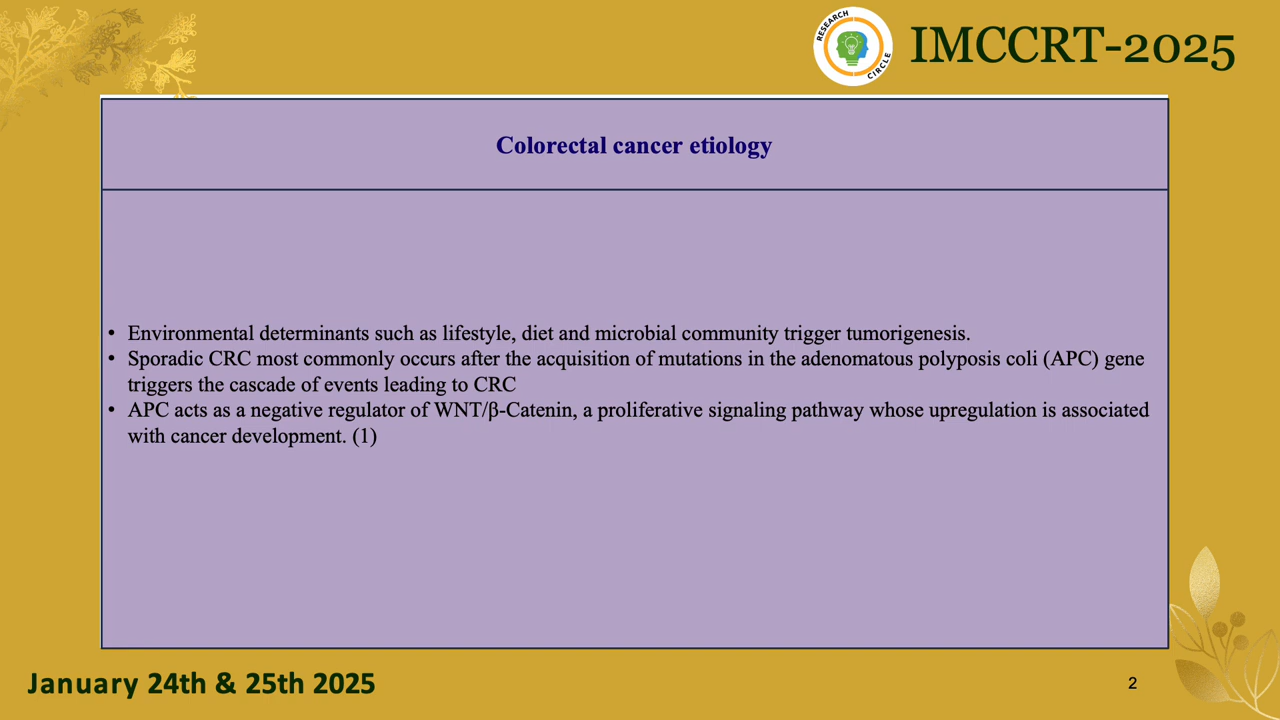 RESEARCH
CIRCLE
IMCCRT-2025
Colorectal cancer etiology
• Environmental determinants such as lifestyle, diet and microbial community trigger tumorigenesis.
• Sporadic CRC most commonly occurs after the acquisition of mutations in the adenomatous polyposis coli (APC) gene
triggers the cascade of events leading to CRC
• APC acts as a negative regulator of WNT/β-Catenin, a proliferative signaling pathway whose upregulation is associated
with cancer development. (1)
January 24th & 25th 2025
2